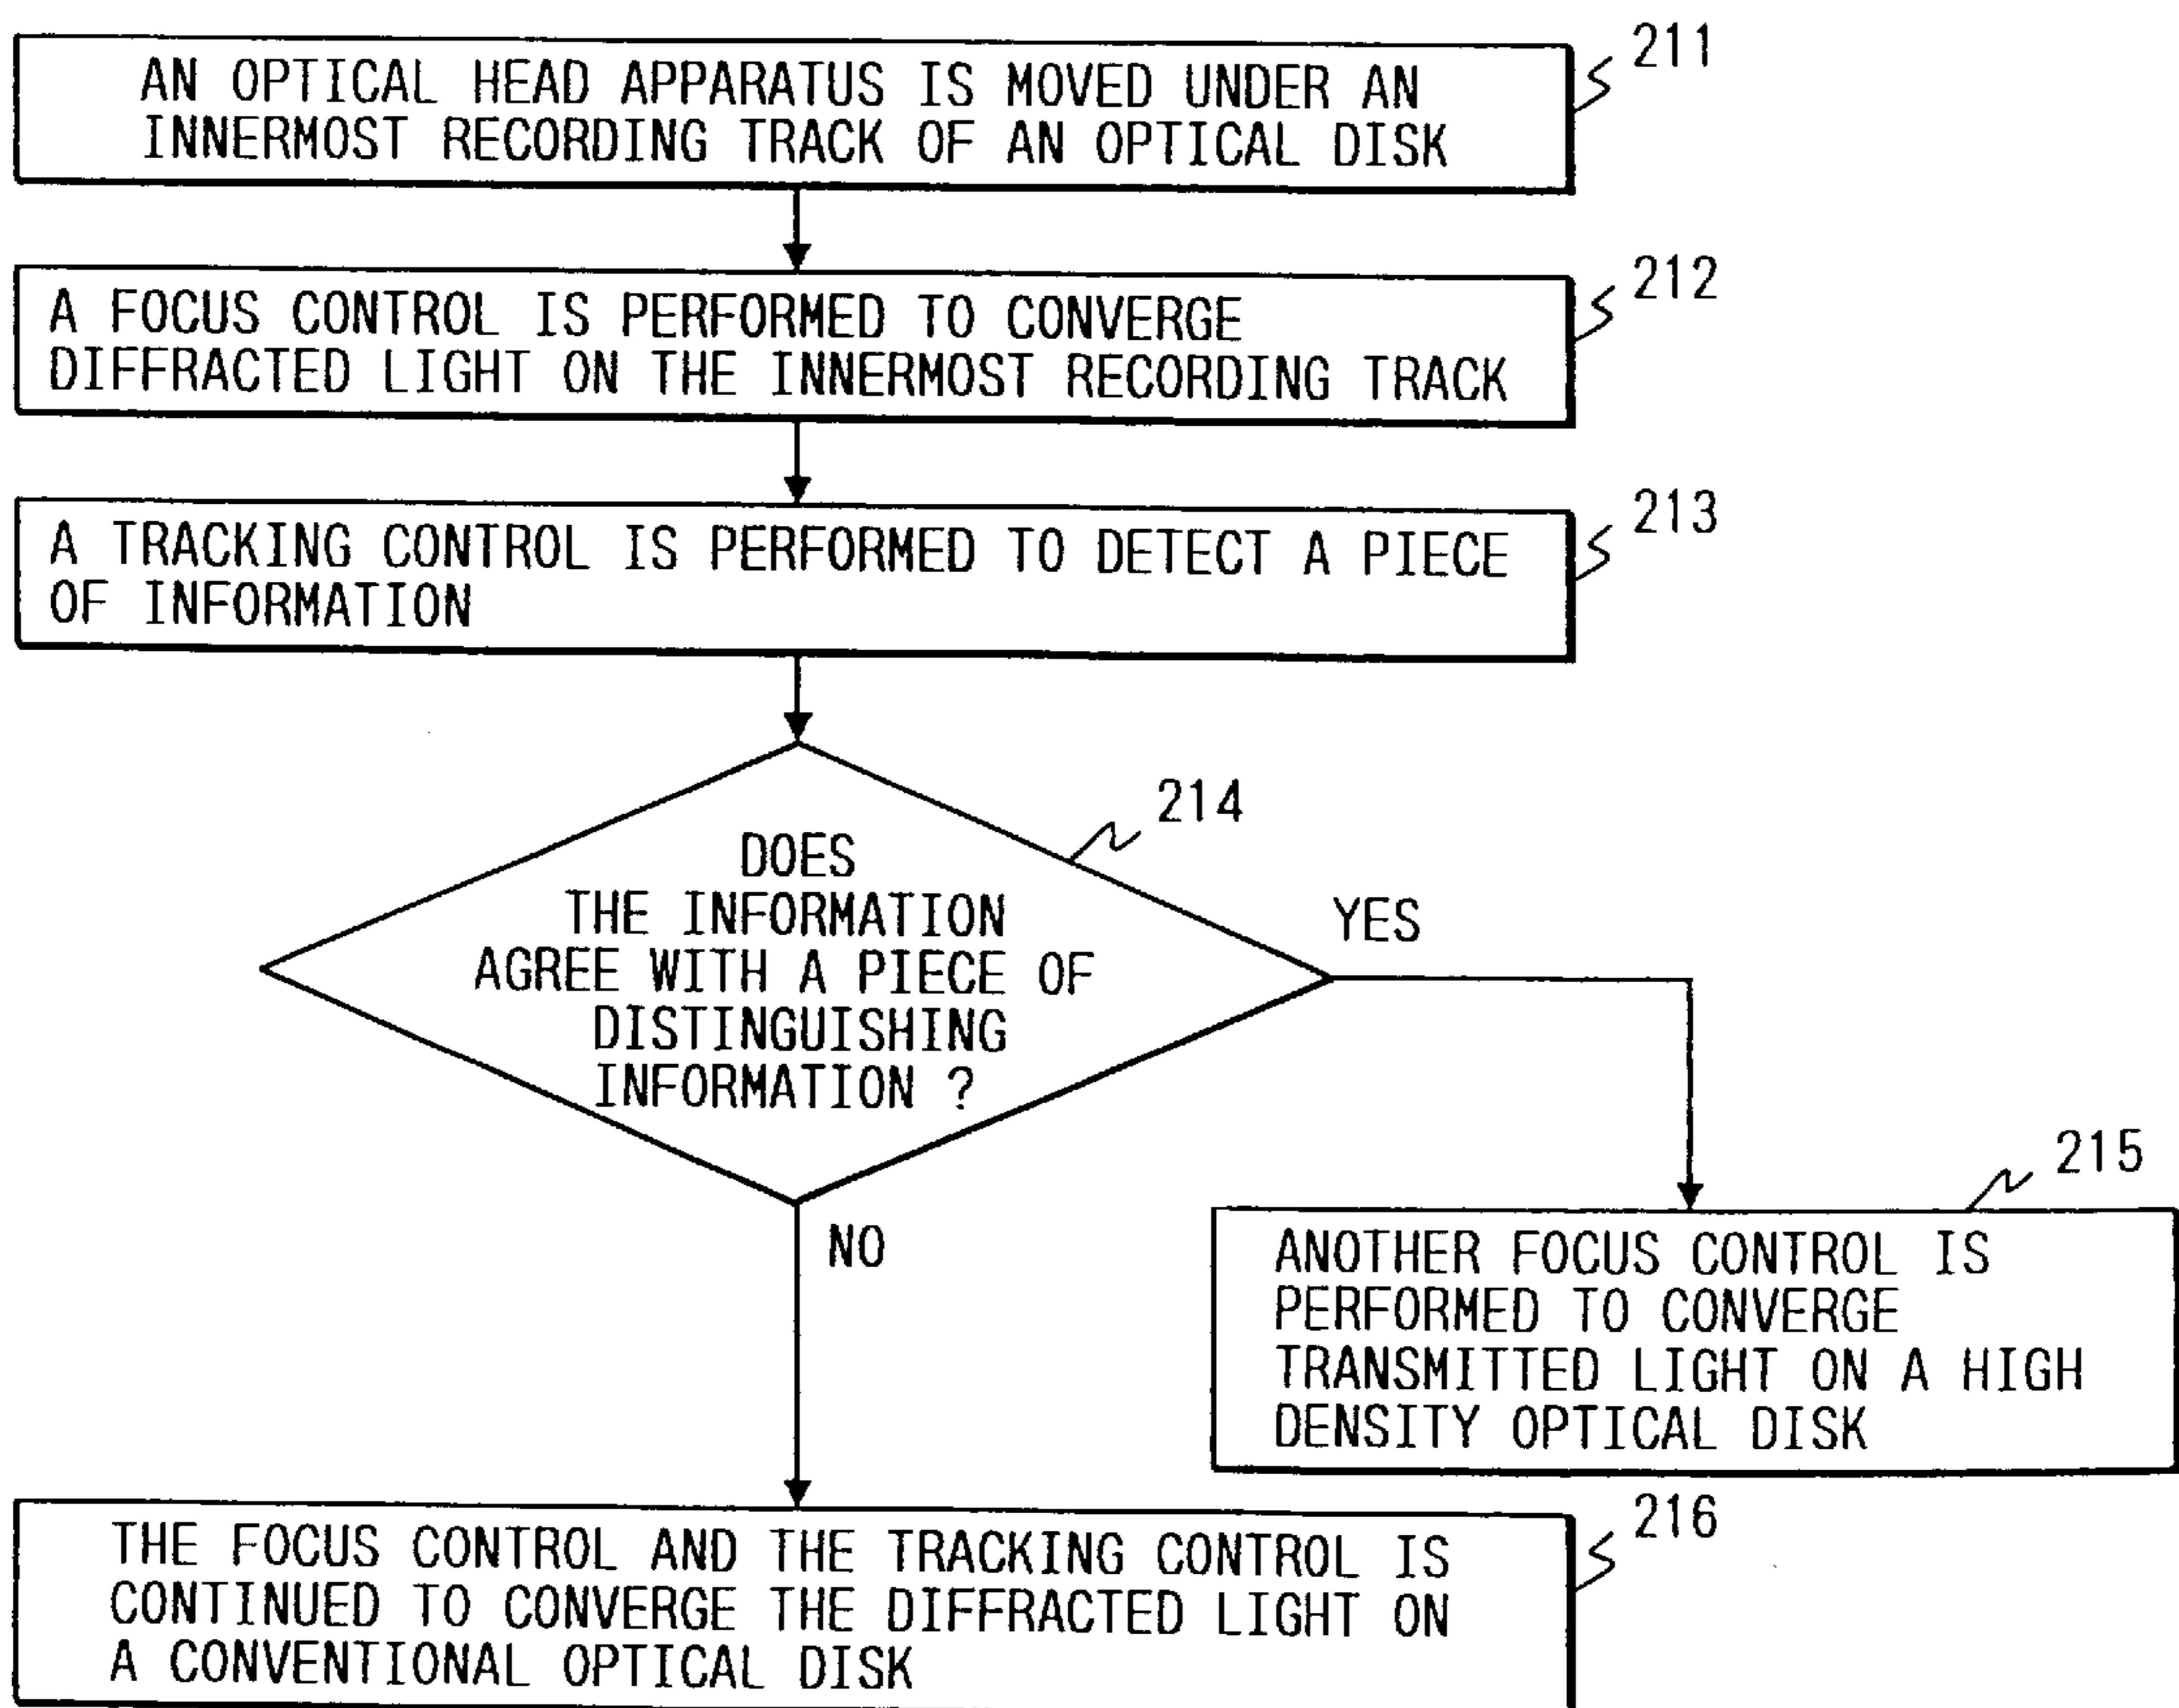 AN OPTICAL HEAD APPARATUS IS MOVED UNDER AN
INNERMOST RECORDING TRACK OF AN OPTICAL DISK
211
A FOCUS CONTROL IS PERFORMED TO CONVERGE
DIFFRACTED LIGHT ON THE INNERMOST RECORDING TRACK
212
A TRACKING CONTROL IS PERFORMED TO DETECT A PIECE
OF INFORMATION
213
DOES
THE INFORMATION
AGREE WITH A PIECE OF
DISTINGUISHING
INFORMATION ?
214
YES
NO
215
ANOTHER FOCUS CONTROL IS
PERFORMED TO CONVERGE
TRANSMITTED LIGHT ON A HIGH
DENSITY OPTICAL DISK
THE FOCUS CONTROL AND THE TRACKING CONTROL IS
CONTINUED TO CONVERGE THE DIFFRACTED LIGHT ON
A CONVENTIONAL OPTICAL DISK
216